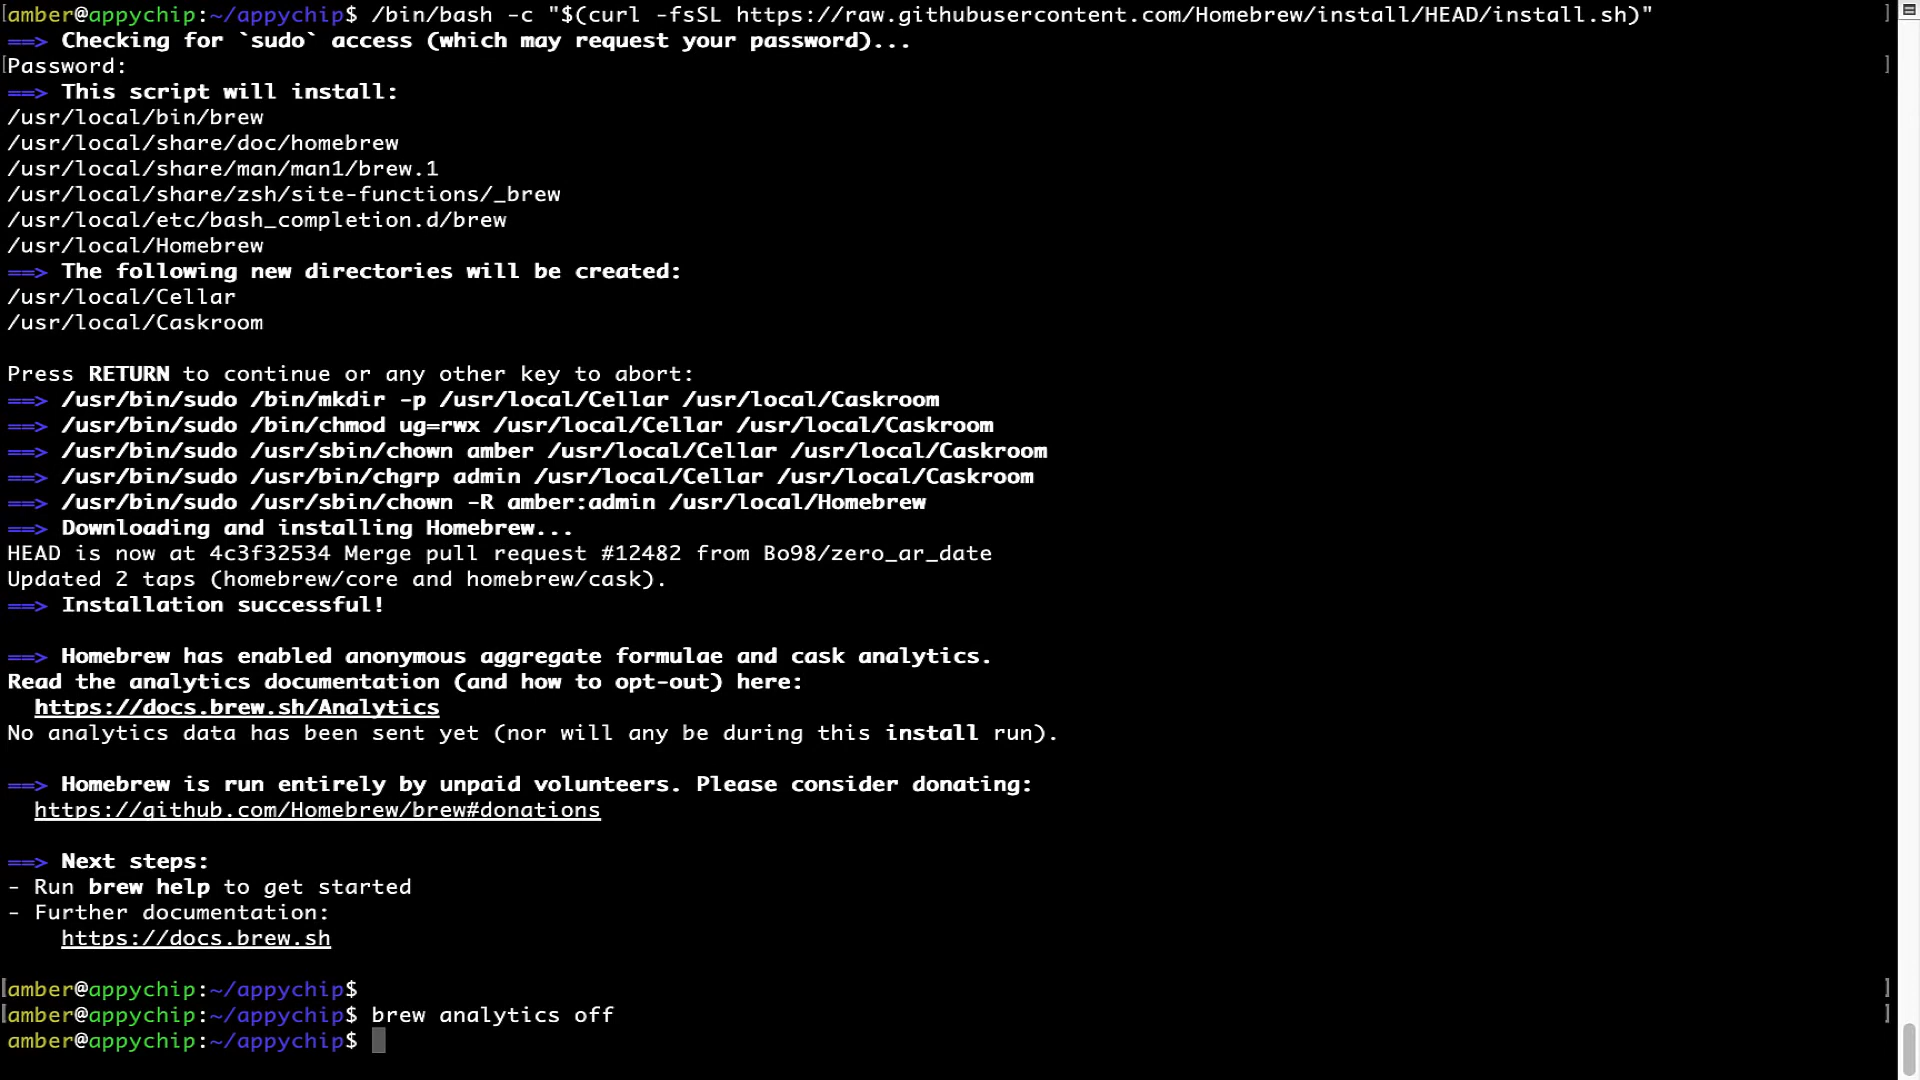 amber@appychip:~/appychip$ /bin/bash -c "$(curl -fsSL https://raw.githubusercontent.com/Homebrew/install/HEAD/install.sh)"
==> Checking for `sudo` access (which may request your password)...
Password:
==> This script will install:
/usr/local/bin/brew
/usr/local/share/doc/homebrew
/usr/local/share/man/man1/brew.1
/usr/local/share/zsh/site-functions/_brew
/usr/local/etc/bash_completion.d/brew
/usr/local/Homebrew
==> The following new directories will be created:
/usr/local/Cellar
/usr/local/Caskroom
Press RETURN to continue or any other key to abort:
==> /usr/bin/sudo /bin/mkdir -p /usr/local/Cellar /usr/local/Caskroom
==> /usr/bin/sudo /bin/chmod ug=rwx /usr/local/Cellar /usr/local/Caskroom
==> /usr/bin/sudo /usr/sbin/chown amber /usr/local/Cellar /usr/local/Caskroom
==> /usr/bin/sudo /usr/bin/chgrp admin /usr/local/Cellar /usr/local/Caskroom
==> /usr/bin/sudo /usr/sbin/chown -R amber:admin /usr/local/Homebrew
==> Downloading and installing Homebrew...
HEAD is now at 4c3f32534 Merge pull request #12482 from Bo98/zero_ar_date
Updated 2 taps (homebrew/core and homebrew/cask).
==> Installation successful!
==> Homebrew has enabled anonymous aggregate formulae and cask analytics.
Read the analytics documentation (and how to opt-out) here:
https://docs.brew.sh/Analytics
No analytics data has been sent yet (nor will any be during this install run).
==> Homebrew is run entirely by unpaid volunteers. Please consider donating:
https://github.com/Homebrew/brew#donations
==> Next steps:
- Run brew help to get started
- Further documentation:
https://docs.brew.sh
amber@appychip:~/appychip$
amber@appychip:~/appychip$ brew analytics off
amber@appychip:~/appychip$